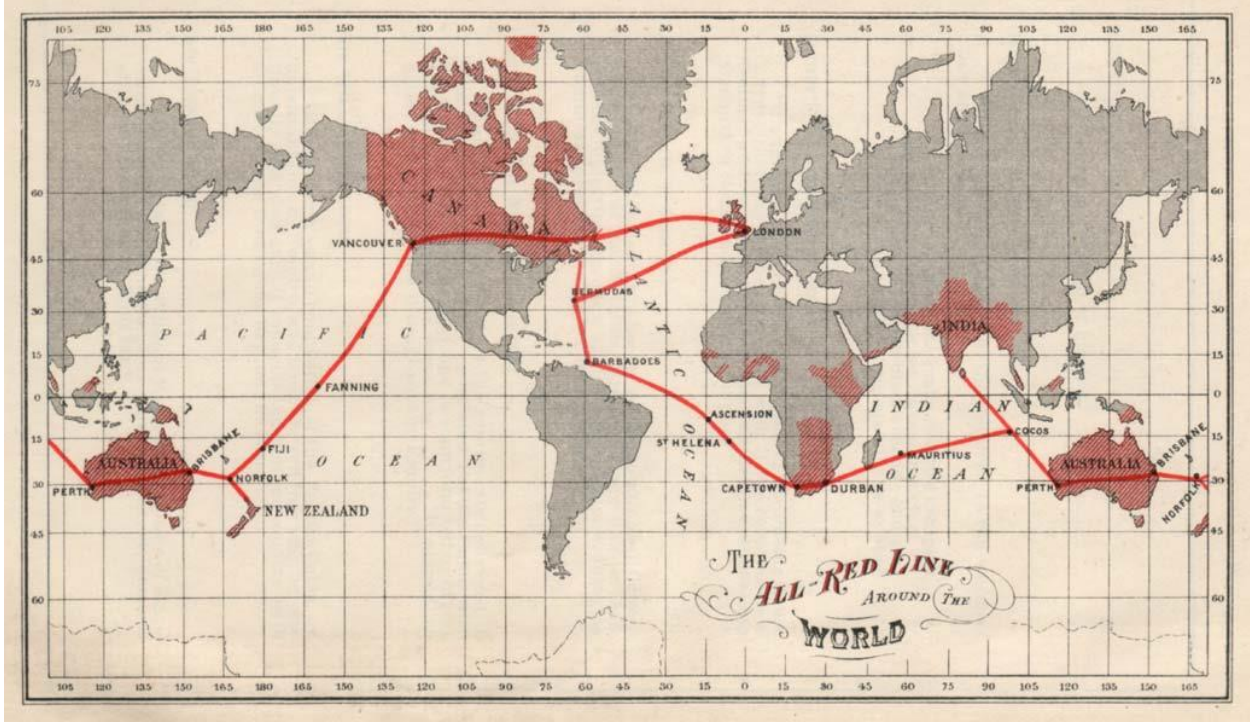 105 120 135 150 165 180 150 135 120 105 90 75 60 45 30 15 0 15 30 45 60 75 90 105 120 135 150 165
75 75
60 60
CANADA
ATLANTIC OCEAN
VANCOUVER
LONDON
45 45
BERMUDAS
30 30
PACIFIC
INDIA
15 15
BARBADOES
FANNING
0 0
ASCENSION
INDIAN
ST HELENA
COCOS
BRISBANE
BRISBANE
15 15
FIJI
OCEAN
MAURITIUS
AUSTRALIA
AUSTRALIA
OCEAN
NORFOLK
PERTH
CAPETOWN
DURBAN
PERTH
30 30
NORFOLK
NEW ZEALAND
45 45
THE
ALL-RED LINE
AROUND THE
WORLD
60 60
105 120 135 150 165 180 150 135 120 105 90 75 60 45 30 15 0 15 30 45 60 75 90 105 120 135 150 165